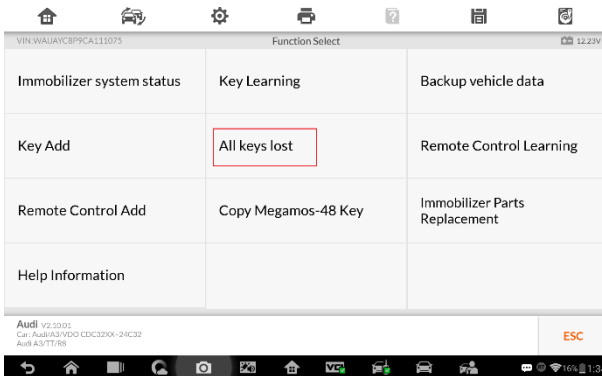 VIN:WAUAYC8P9CA111075
Function Select
12.23V
Immobilizer system status
Key Learning
Backup vehicle data
Key Add
All keys lost
Remote Control Learning
Remote Control Add
Copy Megamos-48 Key
Immobilizer Parts
Replacement
Help Information
Audi V2.10.01
Car: Audi/A3/VDO CDC32XX~24C32
Audi A3/TT/R8
ESC
VCI
16%